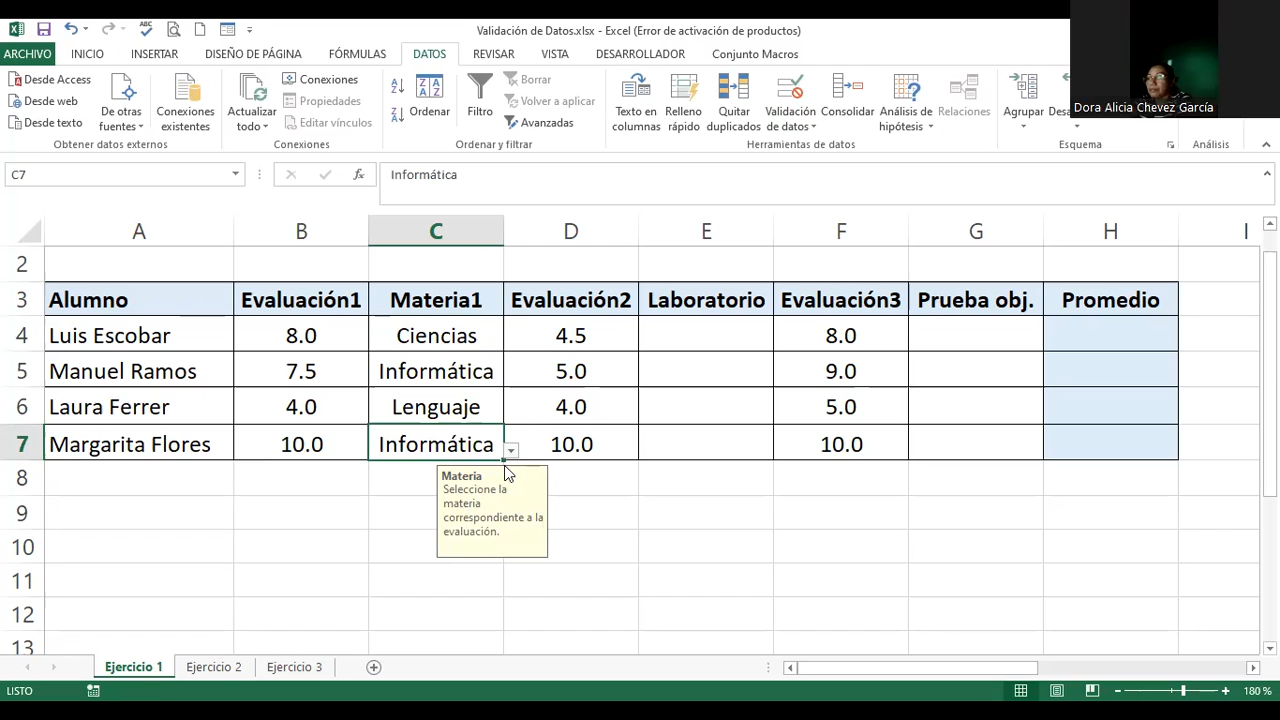 Validación de Datos.xlsx - Excel (Error de activación de productos)
ARCHIVO INICIO INSERTAR DISEÑO DE PÁGINA FÓRMULAS DATOS REVISAR VISTA DESARROLLADOR Conjunto Macros
Desde Access
Desde web
Desde texto
De otras fuentes
Conexiones existentes
Obtener datos externos
Actualizar todo
Conexiones
Propiedades
Editar vínculos
Conexiones
Ordenar
Filtro
Borrar
Volver a aplicar
Avanzadas
Ordenar y filtrar
Texto en columnas
Relleno rápido
Quitar duplicados
Validación de datos
Consolidar
Análisis de hipótesis
Relaciones
Herramientas de datos
Agrupar
Esquema
Análisis
Dora Alicia Chevez García
C7 fx Informática
A B C D E F G H I
2
3 Alumno Evaluación1 Materia1 Evaluación2 Laboratorio Evaluación3 Prueba obj. Promedio
4 Luis Escobar 8.0 Ciencias 4.5 8.0
5 Manuel Ramos 7.5 Informática 5.0 9.0
6 Laura Ferrer 4.0 Lenguaje 4.0 5.0
7 Margarita Flores 10.0 Informática 10.0 10.0
8
Materia
Seleccione la
materia
correspondiente a la
evaluación.
9
10
11
12
13
Ejercicio 1 Ejercicio 2 Ejercicio 3
LISTO 180 %